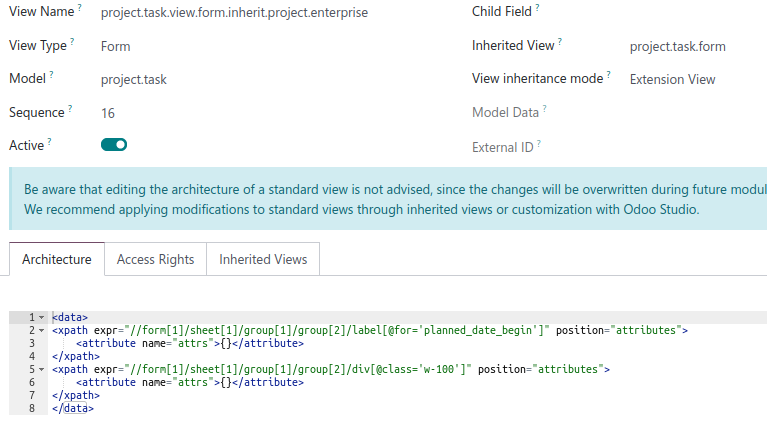 View Name ? project.task.view.form.inherit.project.enterprise Child Field ?
View Type ? Form Inherited View ? project.task.form
Model ? project.task View inheritance mode ? Extension View
Sequence ? 16 Model Data ?
Active ? External ID ?
Be aware that editing the architecture of a standard view is not advised, since the changes will be overwritten during future modul
We recommend applying modifications to standard views through inherited views or customization with Odoo Studio.
Architecture Access Rights Inherited Views
1 <data>
2 <xpath expr="//form[1]/sheet[1]/group[1]/group[2]/label[@for='planned_date_begin']" position="attributes">
3 <attribute name="attrs">{}</attribute>
4 </xpath>
5 <xpath expr="//form[1]/sheet[1]/group[1]/group[2]/div[@class='w-100']" position="attributes">
6 <attribute name="attrs">{}</attribute>
7 </xpath>
8 </data>